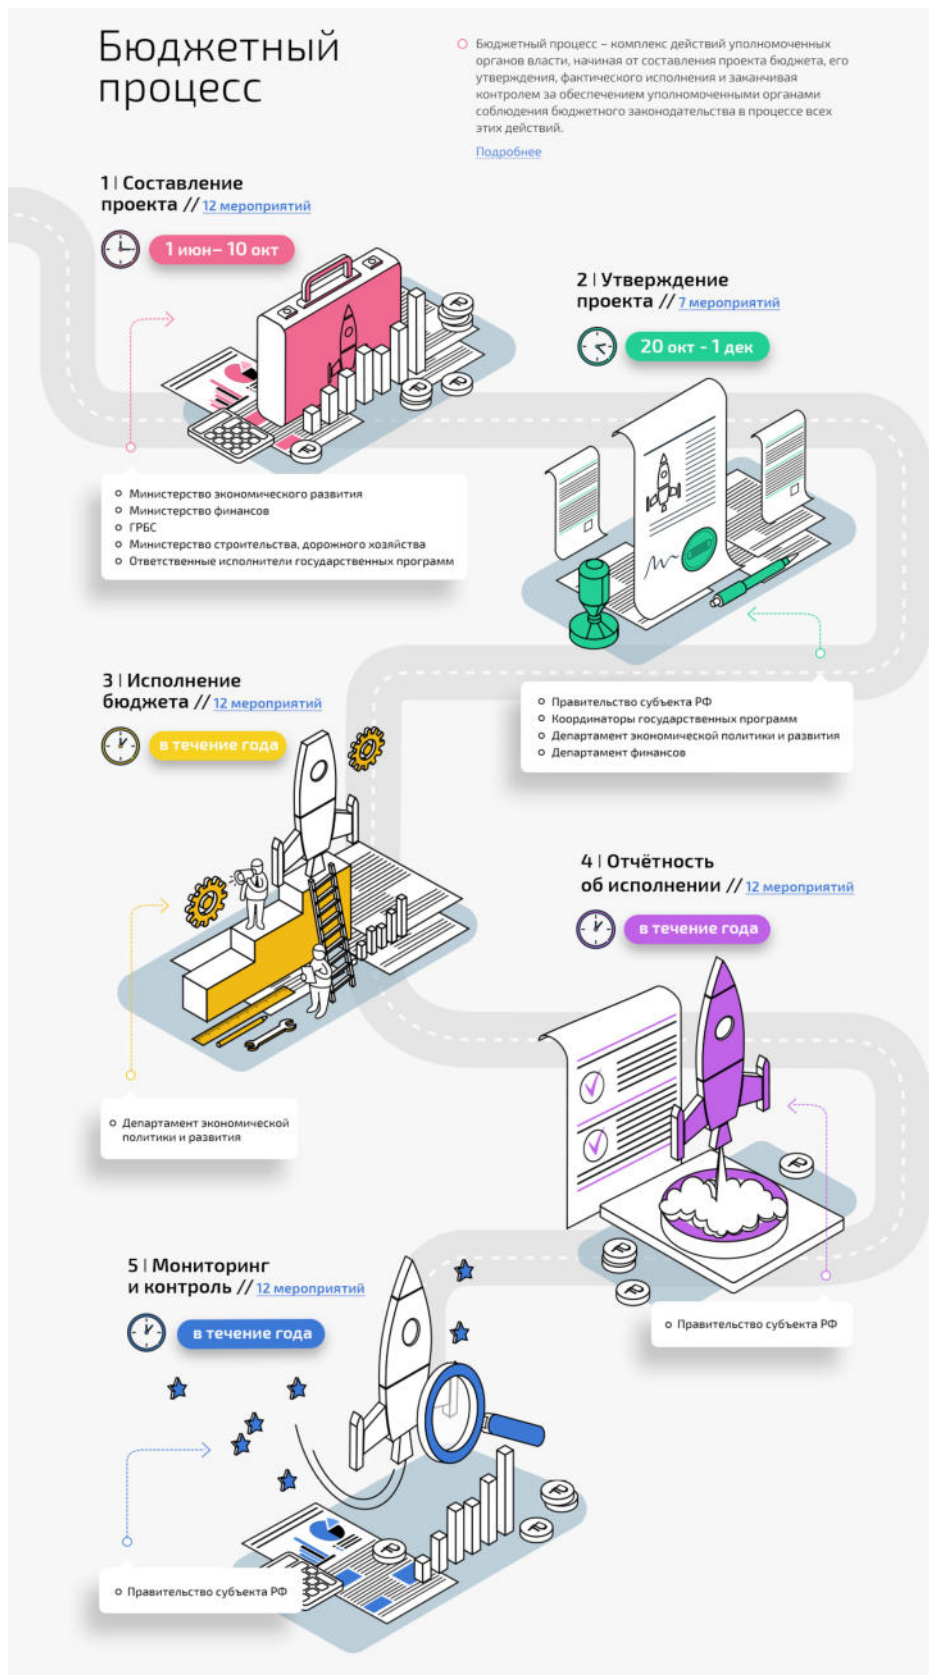 Бюджетный
процесс
Бюджетный процесс – комплекс действий уполномоченных
органов власти, начиная от составления проекта бюджета, его
утверждения, фактического исполнения и заканчивая
контролем за обеспечением уполномоченными органами
соблюдения бюджетного законодательства в процессе всех
этих действий.
Подробнее
1 | Составление
проекта // 12 мероприятий
1 июн– 10 окт
Министерство экономического развития
Министерство финансов
ГРБС
Министерство строительства, дорожного хозяйства
Ответственные исполнители государственных программ
2 | Утверждение
проекта // 7 мероприятий
20 окт - 1 дек
Правительство субъекта РФ
Координаторы государственных программ
Департамент экономической политики и развития
Департамент финансов
3 | Исполнение
бюджета // 12 мероприятий
в течение года
Департамент экономической
политики и развития
4 | Отчётность
об исполнении // 12 мероприятий
в течение года
Правительство субъекта РФ
5 | Мониторинг
и контроль // 12 мероприятий
в течение года
Правительство субъекта РФ